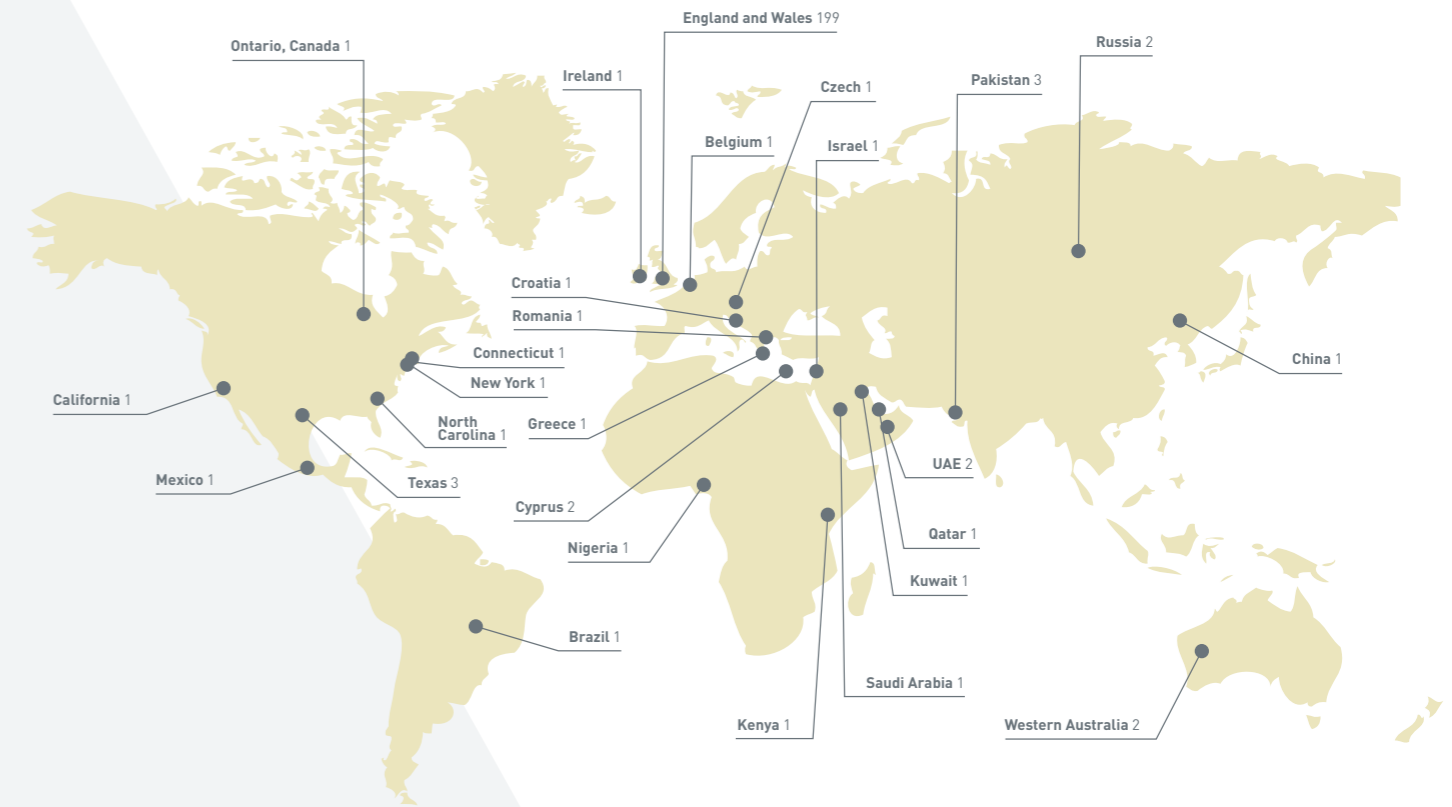 England and Wales 199
Ontario, Canada 1
Russia 2
Ireland 1
Pakistan 3
Czech 1
Belgium 1
Israel 1
Croatia 1
Romania 1
Connecticut 1
China 1
New York 1
California 1
North
Carolina 1
Greece 1
UAE 2
Mexico 1
Texas 3
Cyprus 2
Qatar 1
Nigeria 1
Kuwait 1
Brazil 1
Saudi Arabia 1
Kenya 1
Western Australia 2